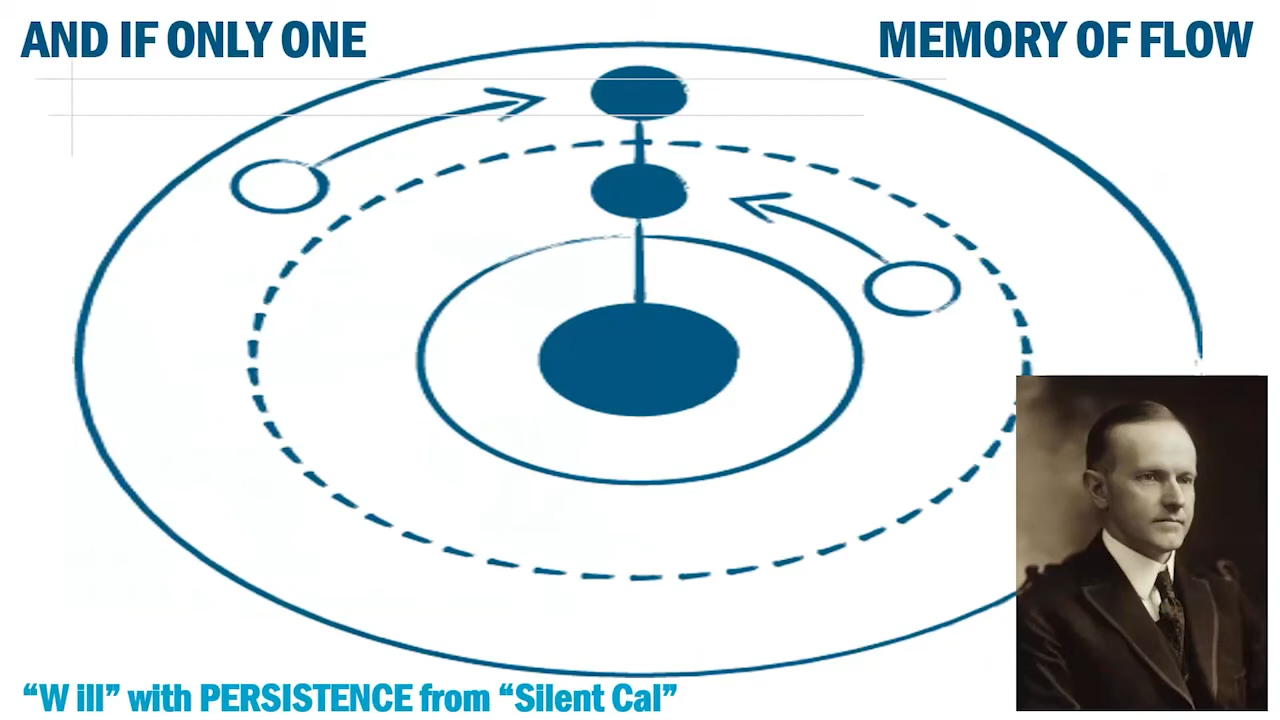 AND IF ONLY ONE
MEMORY OF FLOW
“W ill” with PERSISTENCE from “Silent Cal”